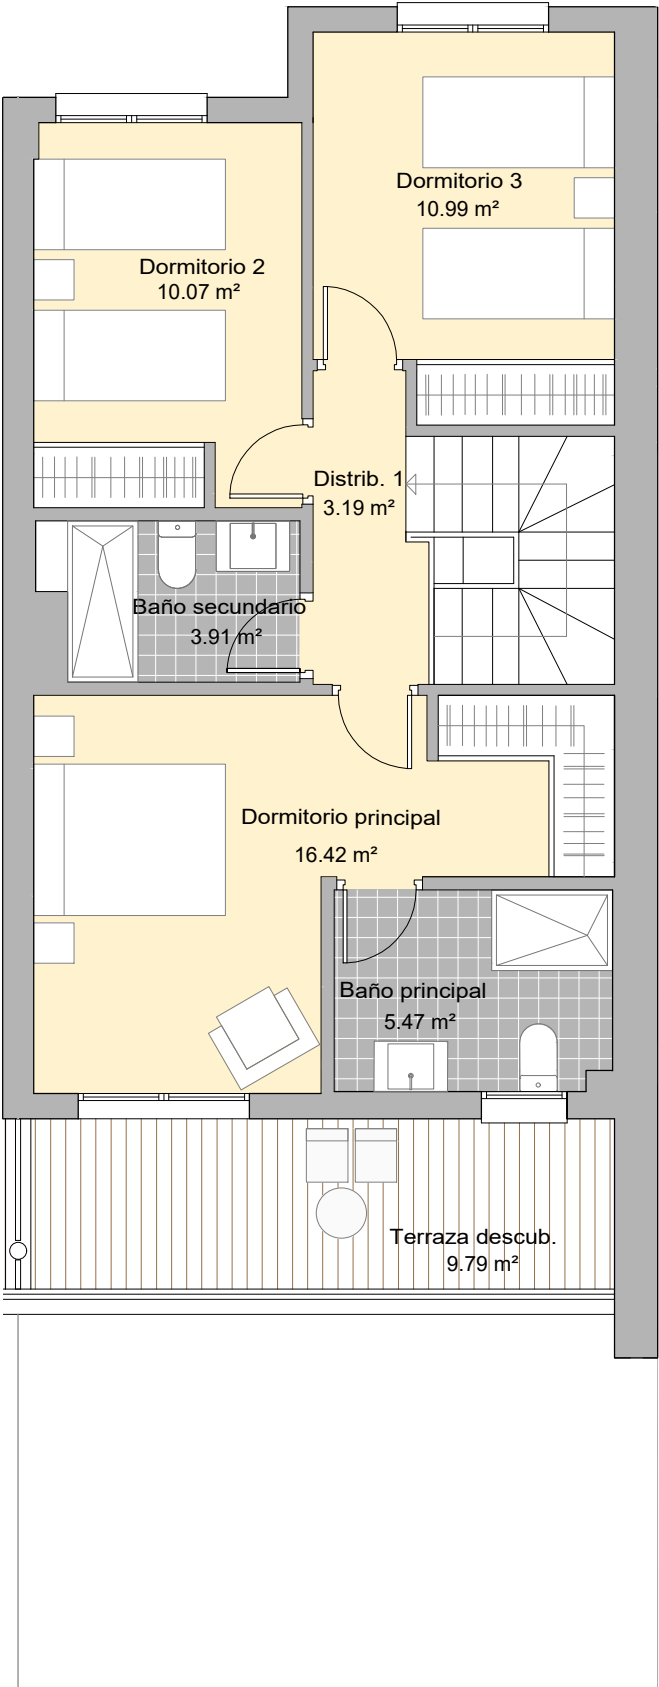 Dormitorio 3
10.99 m²
Dormitorio 2
10.07 m²
Distrib. 1
3.19 m²
Baño secundario
3.91 m²
Dormitorio principal
16.42 m²
Baño principal
5.47 m²
Terraza descub.
9.79 m²